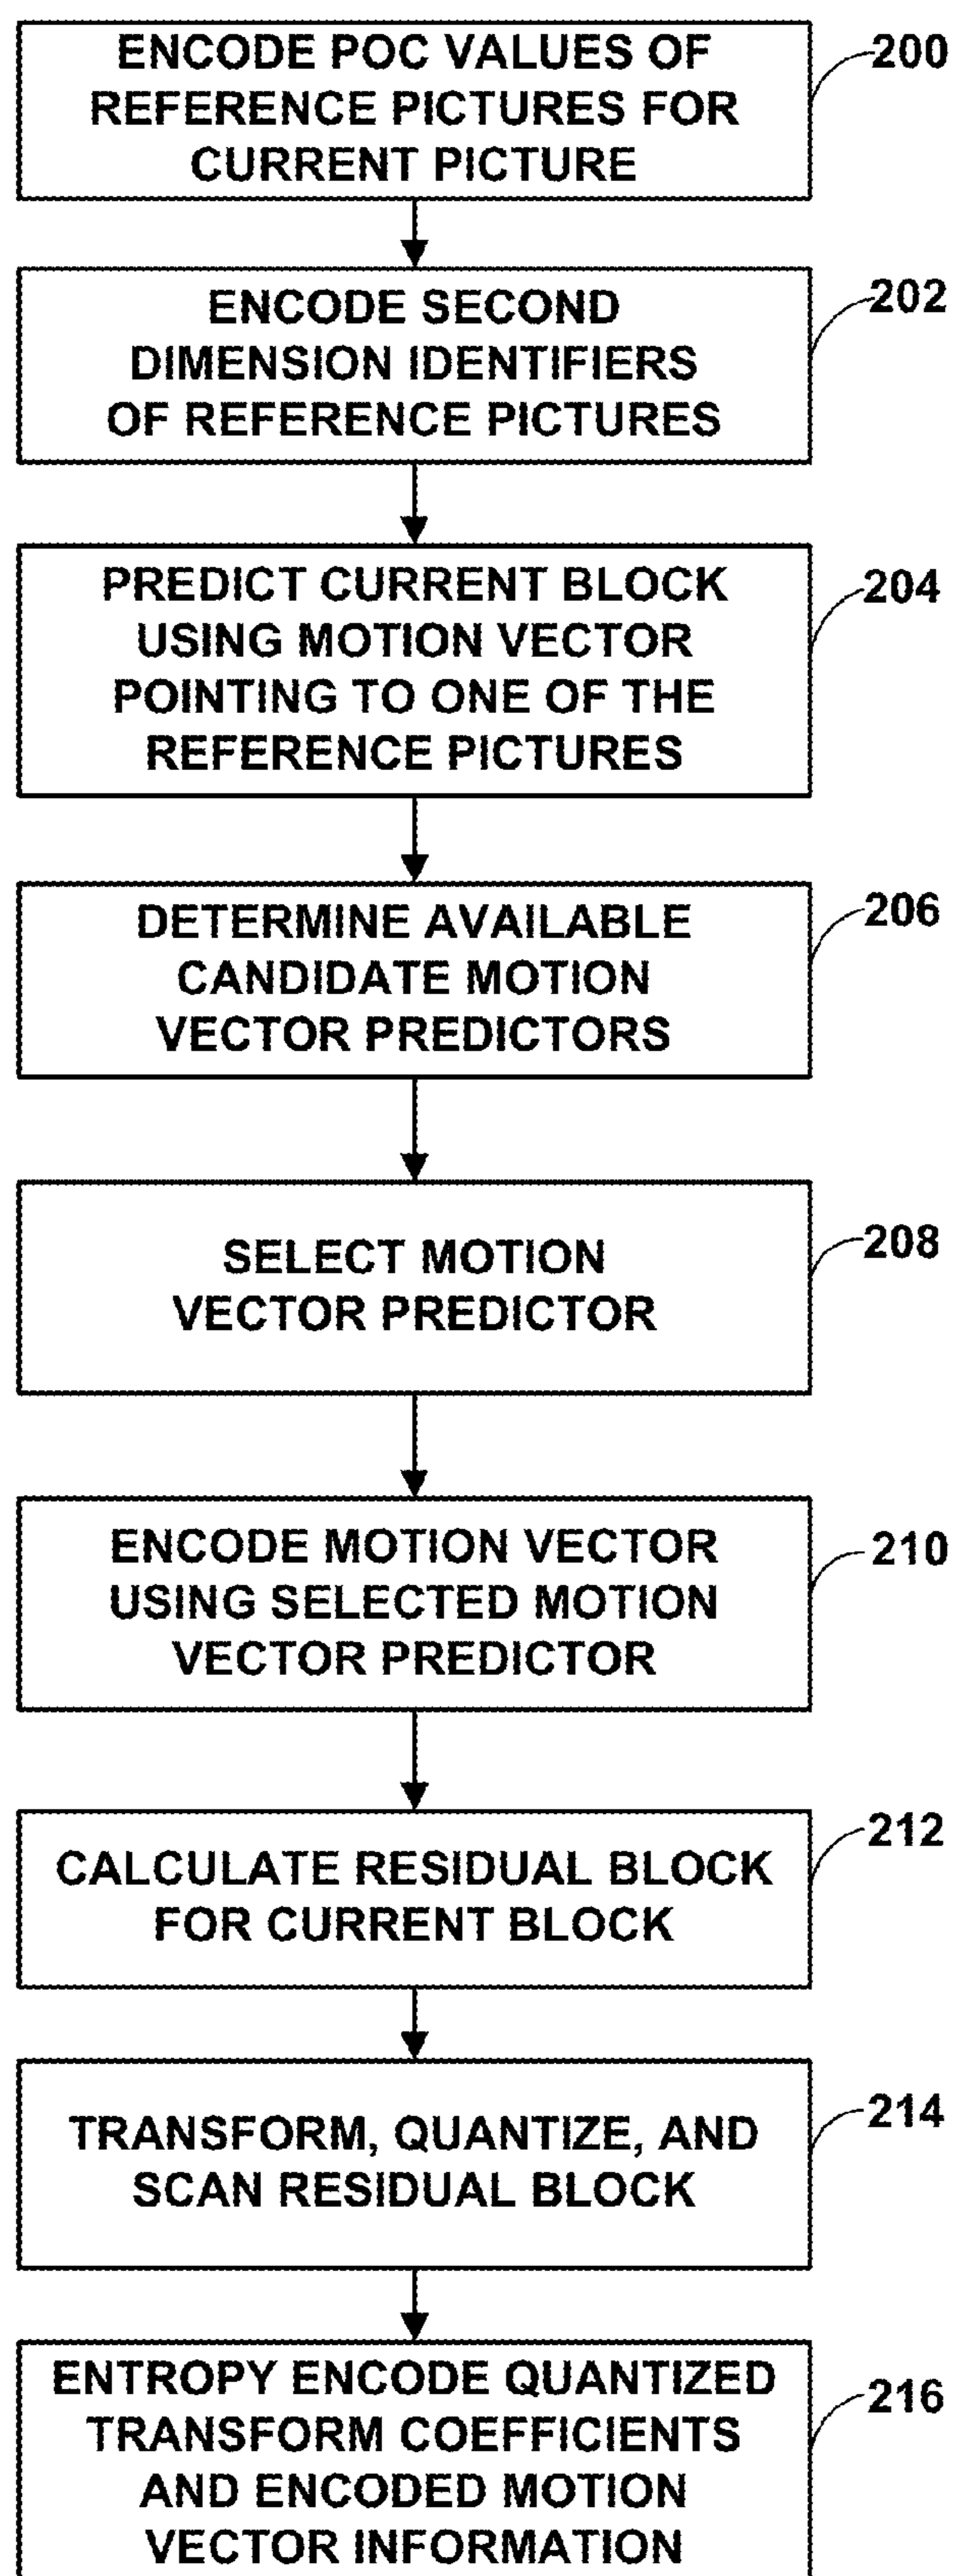 ENCODE POC VALUES OF
REFERENCE PICTURES FOR
CURRENT PICTURE
200
ENCODE SECOND
DIMENSION IDENTIFIERS
OF REFERENCE PICTURES
202
PREDICT CURRENT BLOCK
USING MOTION VECTOR
POINTING TO ONE OF THE
REFERENCE PICTURES
204
DETERMINE AVAILABLE
CANDIDATE MOTION
VECTOR PREDICTORS
206
SELECT MOTION
VECTOR PREDICTOR
208
ENCODE MOTION VECTOR
USING SELECTED MOTION
VECTOR PREDICTOR
210
CALCULATE RESIDUAL BLOCK
FOR CURRENT BLOCK
212
TRANSFORM, QUANTIZE, AND
SCAN RESIDUAL BLOCK
214
ENTROPY ENCODE QUANTIZED
TRANSFORM COEFFICIENTS
AND ENCODED MOTION
VECTOR INFORMATION
216